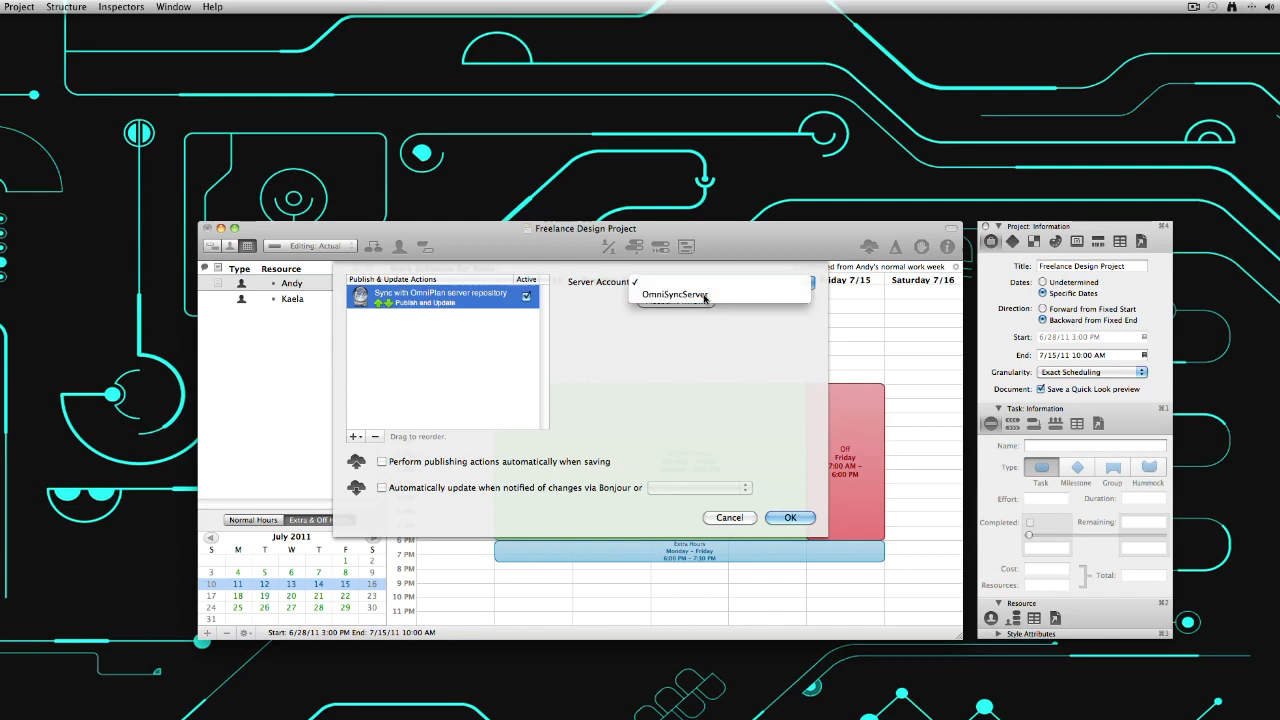 Project Structure Inspectors Window Help
Freelance Design Project
Editing: Actual
Type Resource
Andy
Kaela
Publish & Update Actions Active
Sync with OmniPlan server repository
Publish and Update
Server Account
✓
OmniSyncServer
from Andy's normal work week
Friday 7/15 Saturday 7/16
+ − Drag to reorder.
Perform publishing actions automatically when saving
Automatically update when notified of changes via Bonjour or
Cancel OK
Off
Friday
7:00 AM –
6:00 PM
Normal Hours Extra & Off H
July 2011
S M T W T F S
1 2
3 4 5 6 7 8 9
10 11 12 13 14 15 16
17 18 19 20 21 22 23
24 25 26 27 28 29 30
31
6 PM
7 PM
8 PM
9 PM
10 PM
11 PM
Extra Hours
Monday – Friday
6:00 PM – 7:30 PM
Start: 6/28/11 3:00 PM End: 7/15/11 10:00 AM
Project: Information ⌘4
Title: Freelance Design Project
Dates: Undetermined
Specific Dates
Direction: Forward from Fixed Start
Backward from Fixed End
Start: 6/28/11 3:00 PM
End: 7/15/11 10:00 AM
Granularity: Exact Scheduling
Document: Save a Quick Look preview
Task: Information ⌘1
Name:
Type:
Task Milestone Group Hammock
Effort: Duration:
Completed: Remaining:
Cost:
Total:
Resources:
Resource ⌘2
Style Attributes ⌘3